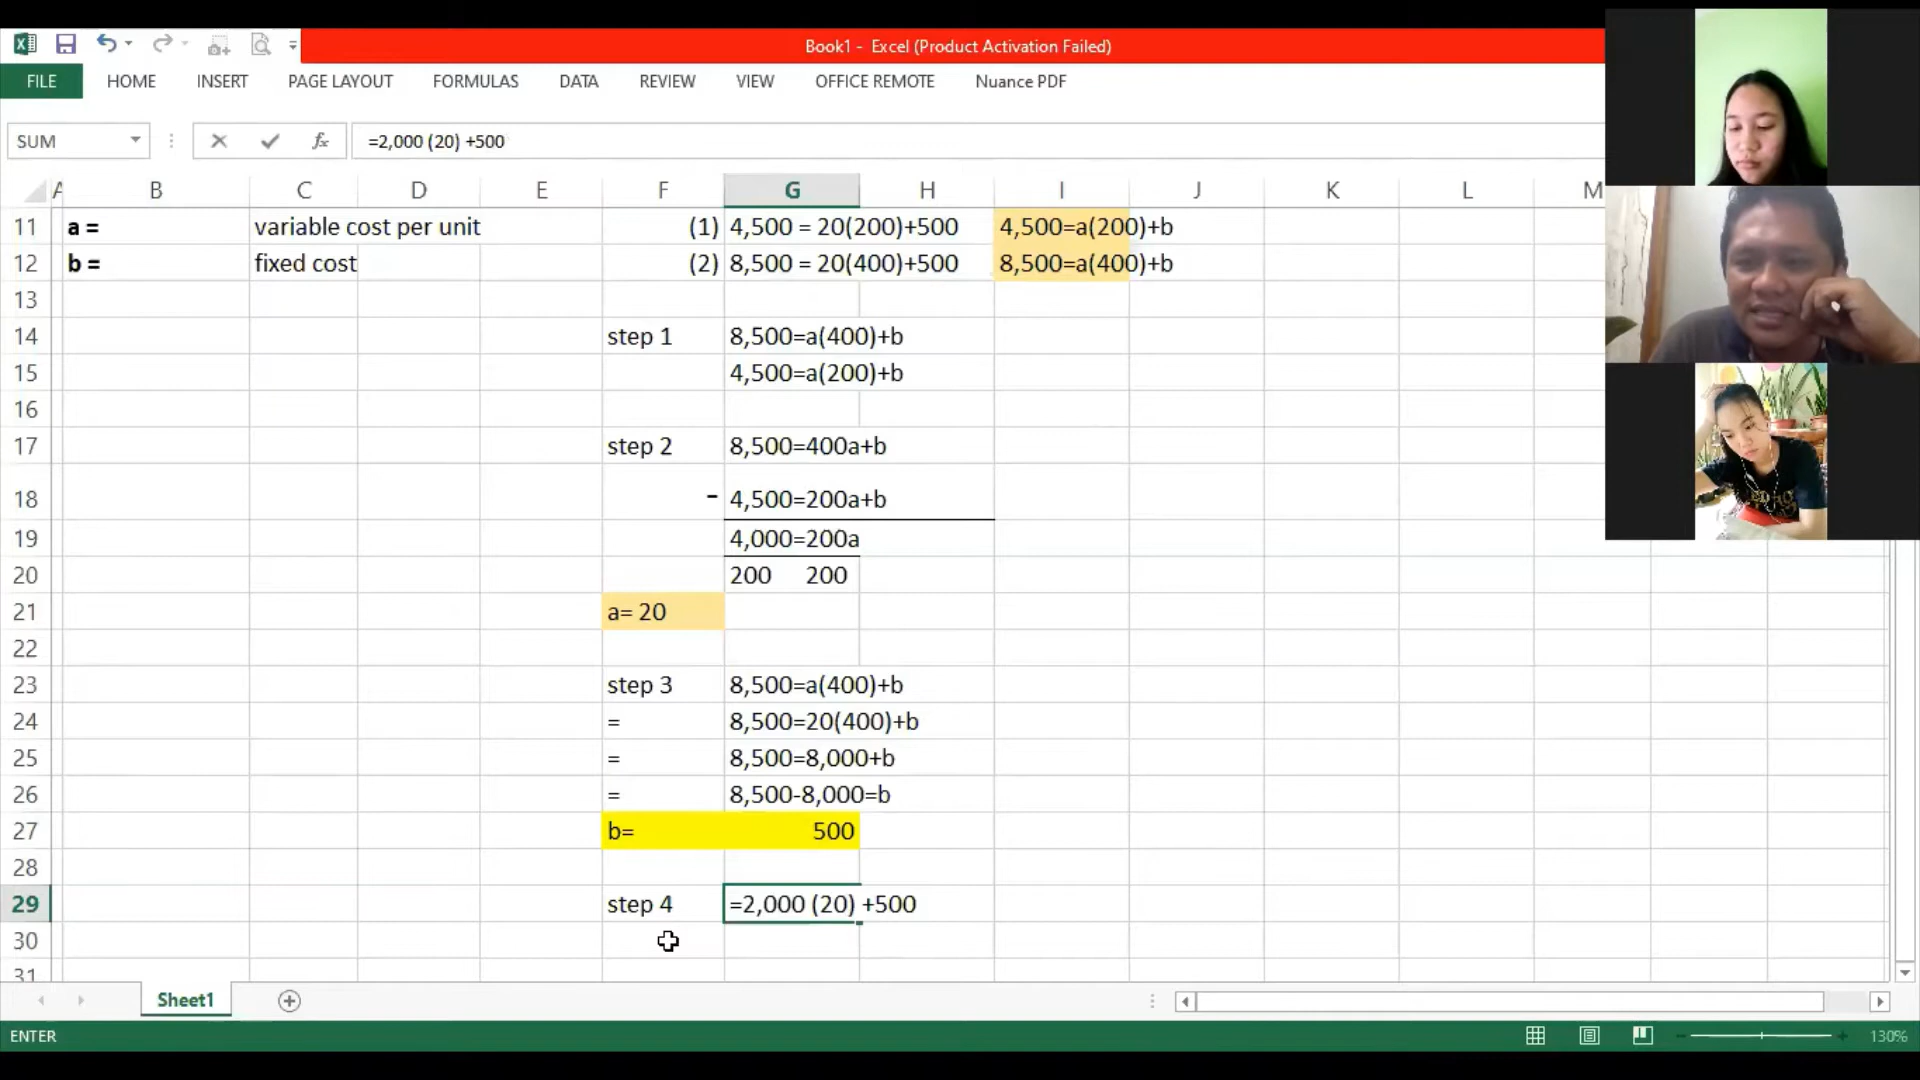 Book1 - Excel (Product Activation Failed)
FILE HOME INSERT PAGE LAYOUT FORMULAS DATA REVIEW VIEW OFFICE REMOTE Nuance PDF
SUM fx =2,000 (20) +500
A B C D E F G H I J K L M
11 a = variable cost per unit (1) 4,500 = 20(200)+500 4,500=a(200)+b
12 b = fixed cost (2) 8,500 = 20(400)+500 8,500=a(400)+b
13
14 step 1 8,500=a(400)+b
15 4,500=a(200)+b
16
17 step 2 8,500=400a+b
18 - 4,500=200a+b
19 4,000=200a
20 200 200
21 a= 20
22
23 step 3 8,500=a(400)+b
24 = 8,500=20(400)+b
25 = 8,500=8,000+b
26 = 8,500-8,000=b
27 b= 500
28
29 step 4 =2,000 (20) +500
30
31
Sheet1
ENTER 130%